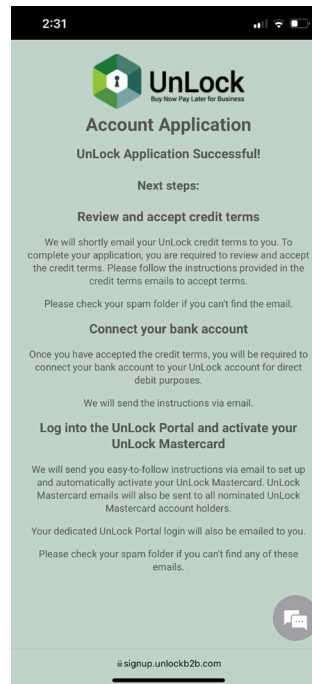 2:31
UnLock
Buy Now Pay Later for Business
Account Application
UnLock Application Successful!
Next steps:
Review and accept credit terms
We will shortly email your UnLock credit terms to you. To
complete your application, you are required to review and accept
the credit terms. Please follow the instructions provided in the
credit terms emails to accept terms.
Please check your spam folder if you can't find the email.
Connect your bank account
Once you have accepted the credit terms, you will be required to
connect your bank account to your UnLock account for direct
debit purposes.
We will send the instructions via email.
Log into the UnLock Portal and activate your
UnLock Mastercard
We will send you easy-to-follow instructions via email to set up
and automatically activate your UnLock Mastercard. UnLock
Mastercard emails will also be sent to all nominated UnLock
Mastercard account holders.
Your dedicated UnLock Portal login will also be emailed to you.
Please check your spam folder if you can't find any of these
emails.
signup.unlockb2b.com